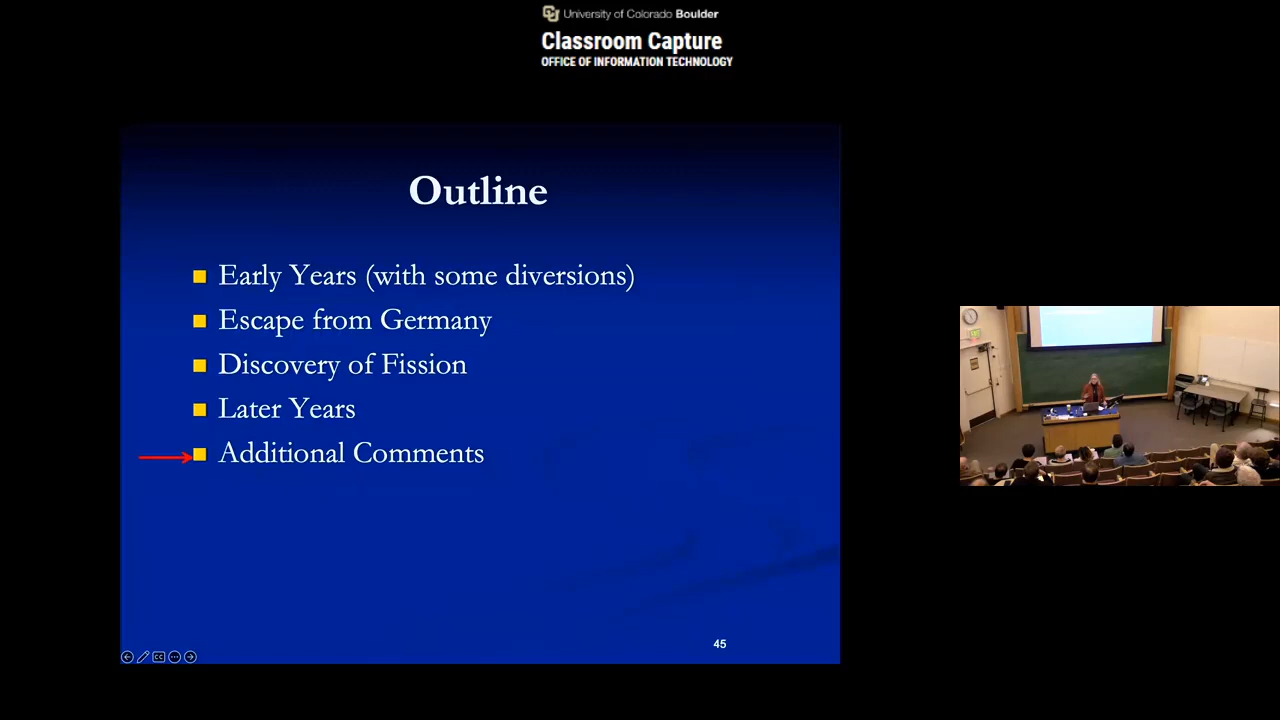 University of Colorado Boulder
Classroom Capture
OFFICE OF INFORMATION TECHNOLOGY
Outline
Early Years (with some diversions)
Escape from Germany
Discovery of Fission
Later Years
Additional Comments
45